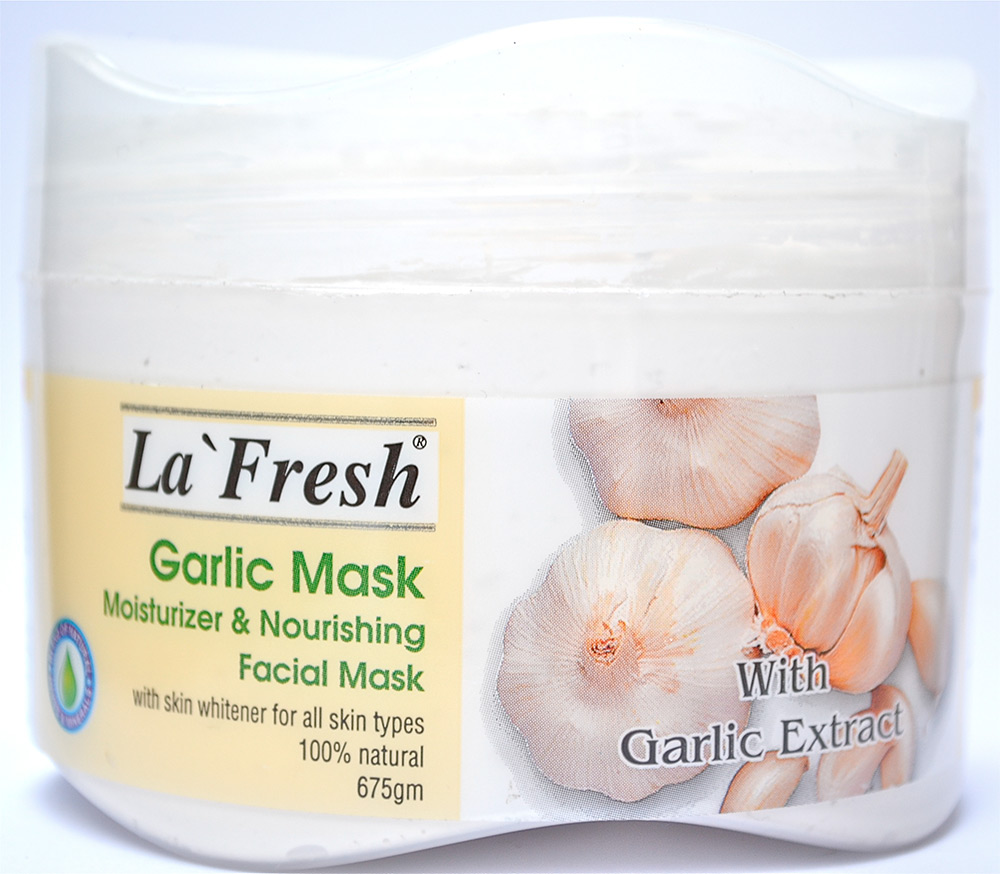 La`Fresh®
Garlic Mask
Moisturizer & Nourishing
Facial Mask
with skin whitener for all skin types
100% natural
675gm
With
Garlic Extract